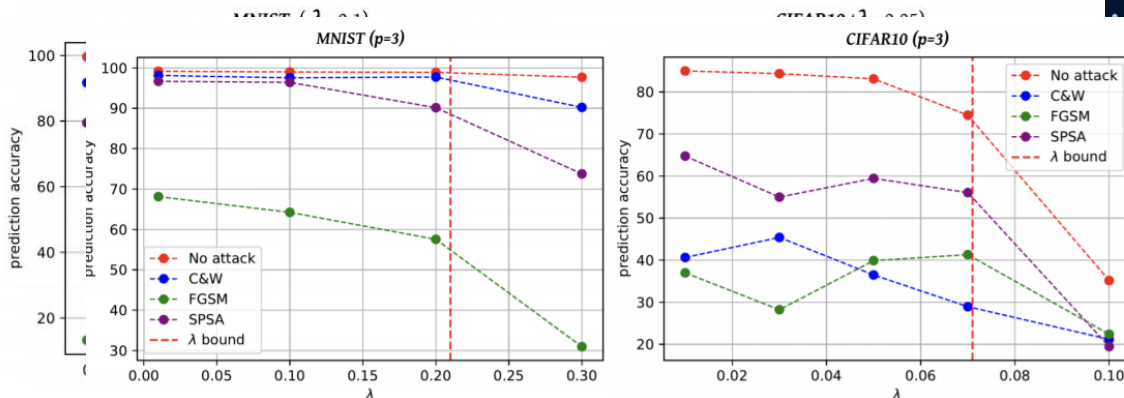 MNIST (p=3)
CIFAR10 (p=3)
100
80
60
40
20
prediction accuracy
100
90
80
70
60
50
40
30
prediction accuracy
No attack
C&W
FGSM
SPSA
λ bound
0.00
0.05
0.10
0.15
0.20
0.25
0.30
λ
80
70
60
50
40
30
20
prediction accuracy
No attack
C&W
FGSM
SPSA
λ bound
0.02
0.04
0.06
0.08
0.10
λ